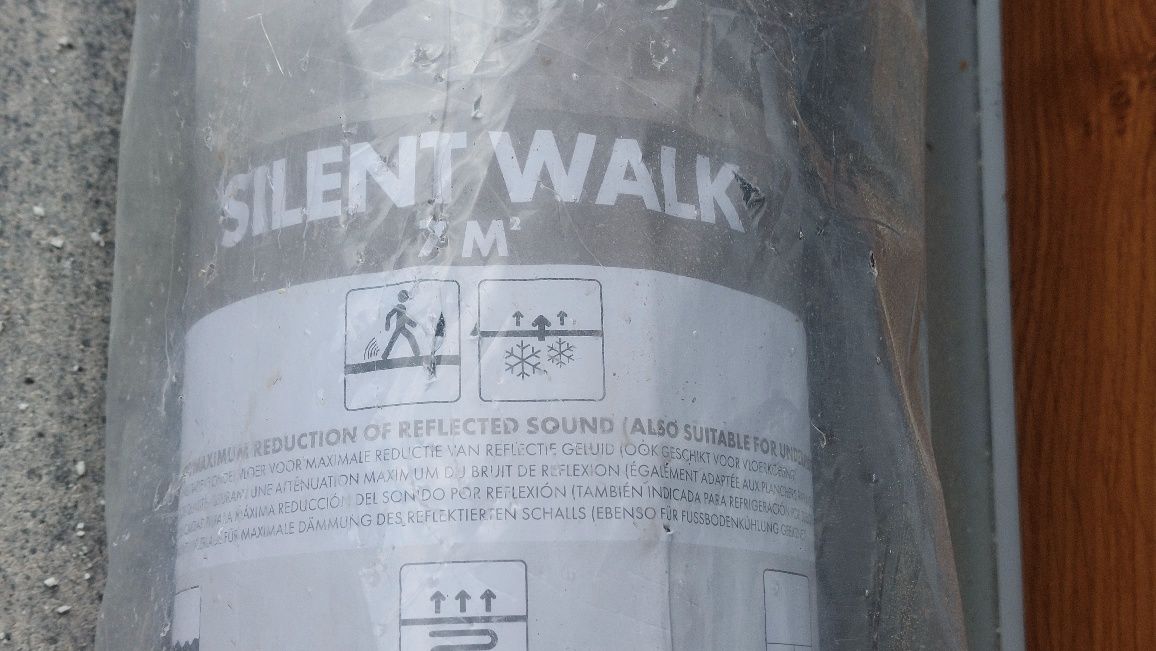 SILENT WALK
7 M²
MAXIMUM REDUCTION OF REFLECTED SOUND (ALSO SUITABLE FOR
VOOR MAXIMALE REDUCTIE VAN REFLECTIE GELUID (OOK GESCHIKT VOOR VLOERKOELING)
UNE ATTÉNUATION MAXIMUM DU BRUIT DE REFLEXION (ÉGALEMENT ADAPTÉE AUX PLANCHERS
PARA LA MÁXIMA REDUCCIÓN DEL SONIDO POR REFLEXIÓN (TAMBIÉN INDICADA PARA REFRIGERACIÓN
FÜR MAXIMALE DÄMMUNG DES REFLEKTIERTEN SCHALLS (EBENSO FÜR FUSSBODENKÜHLUNG